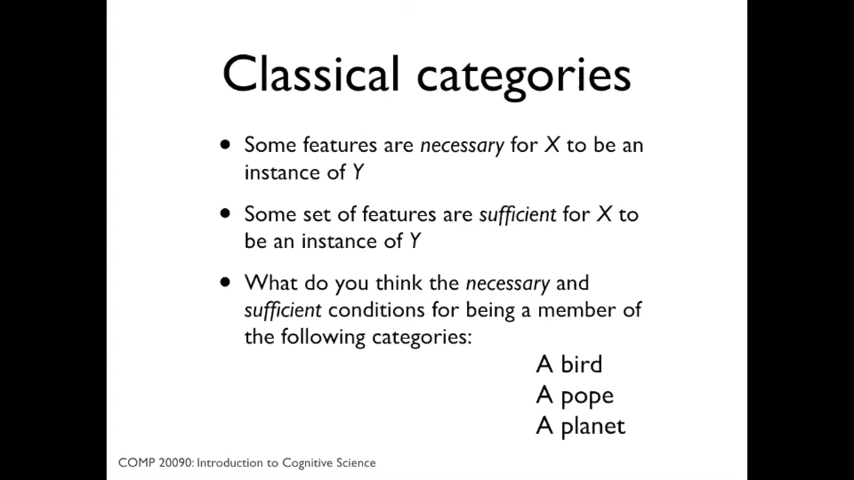 Classical categories
• Some features are necessary for X to be an
instance of Y
• Some set of features are sufficient for X to
be an instance of Y
• What do you think the necessary and
sufficient conditions for being a member of
the following categories:
A bird
A pope
A planet
COMP 20090: Introduction to Cognitive Science